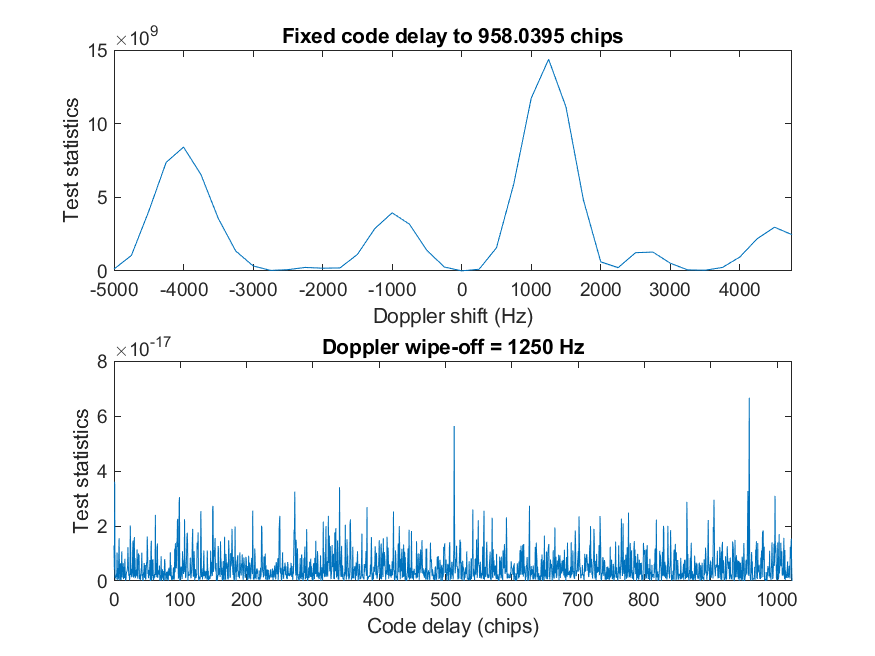 ×10⁹
Fixed code delay to 958.0395 chips
15
10
5
0
Test statistics
-5000 -4000 -3000 -2000 -1000 0 1000 2000 3000 4000
Doppler shift (Hz)
×10⁻¹⁷
Doppler wipe-off = 1250 Hz
8
6
4
2
0
Test statistics
0 100 200 300 400 500 600 700 800 900 1000
Code delay (chips)